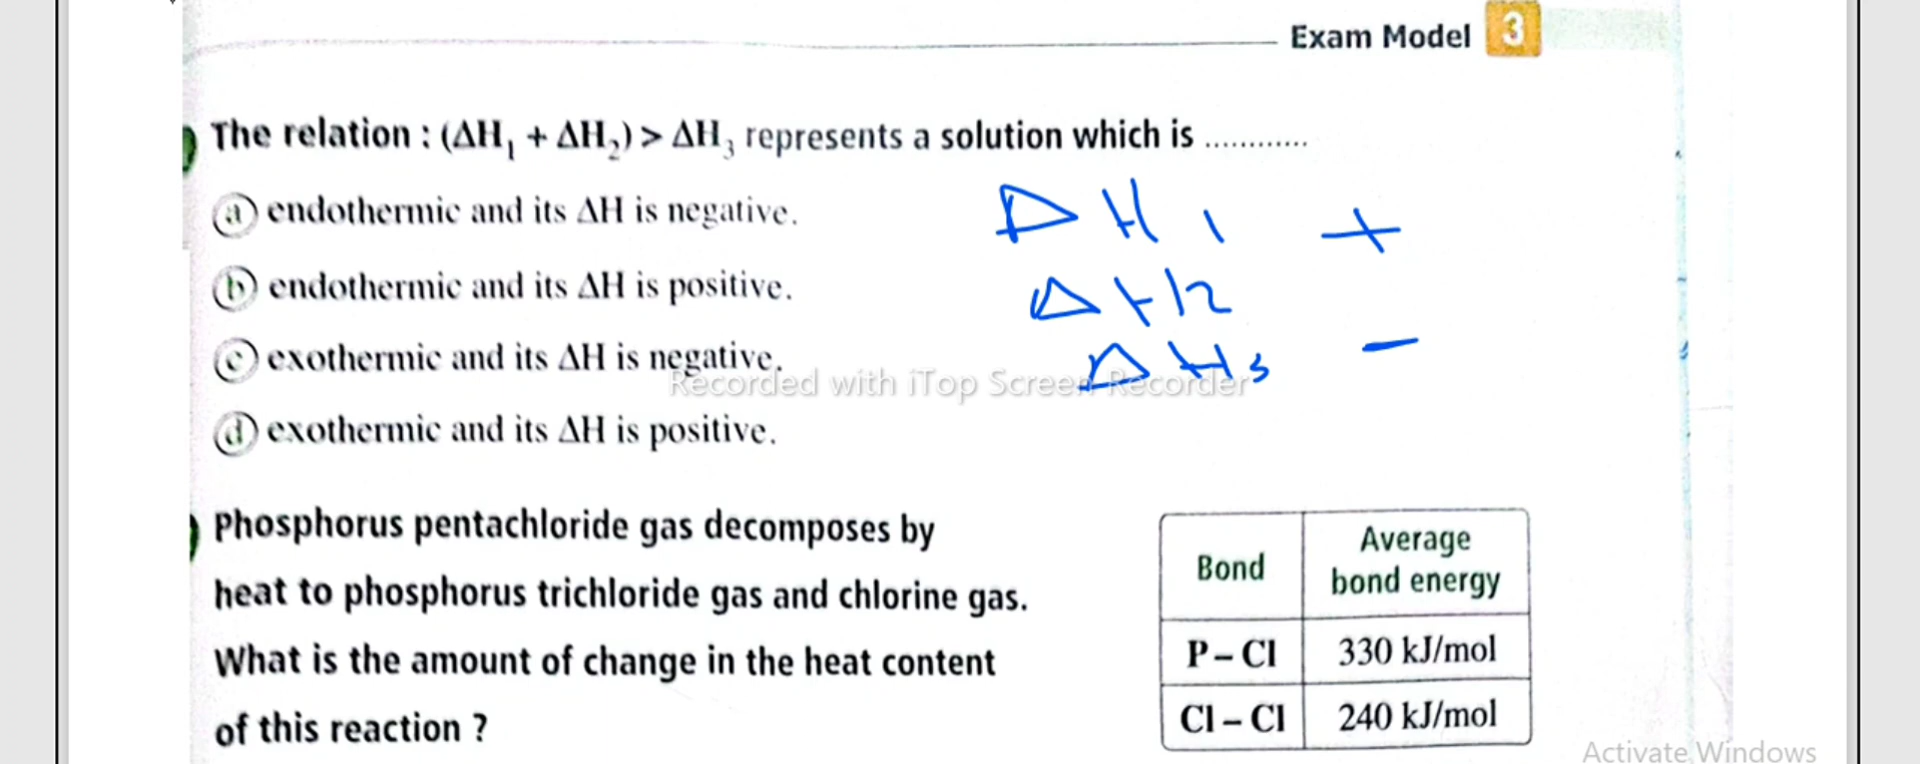 Exam Model 3
The relation : (ΔH₁ + ΔH₂) > ΔH₃ represents a solution which is ............
ⓐ endothermic and its ΔH is negative.
ⓑ endothermic and its ΔH is positive.
ⓒ exothermic and its ΔH is negative.
ⓓ exothermic and its ΔH is positive.
ΔH₁ +
ΔH₂
ΔH₃ −
Recorded with iTop Screen Recorder
Phosphorus pentachloride gas decomposes by
heat to phosphorus trichloride gas and chlorine gas.
What is the amount of change in the heat content
of this reaction ?
Bond Average bond energy
P – Cl 330 kJ/mol
Cl – Cl 240 kJ/mol
Activate Windows